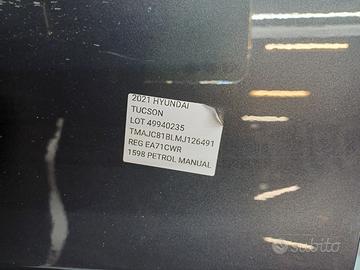 2021 HYUNDAI
TUCSON
LOT 49940235
TMAJC81BLMJ126491
REG EA71CWR
1598 PETROL MANUAL
subito